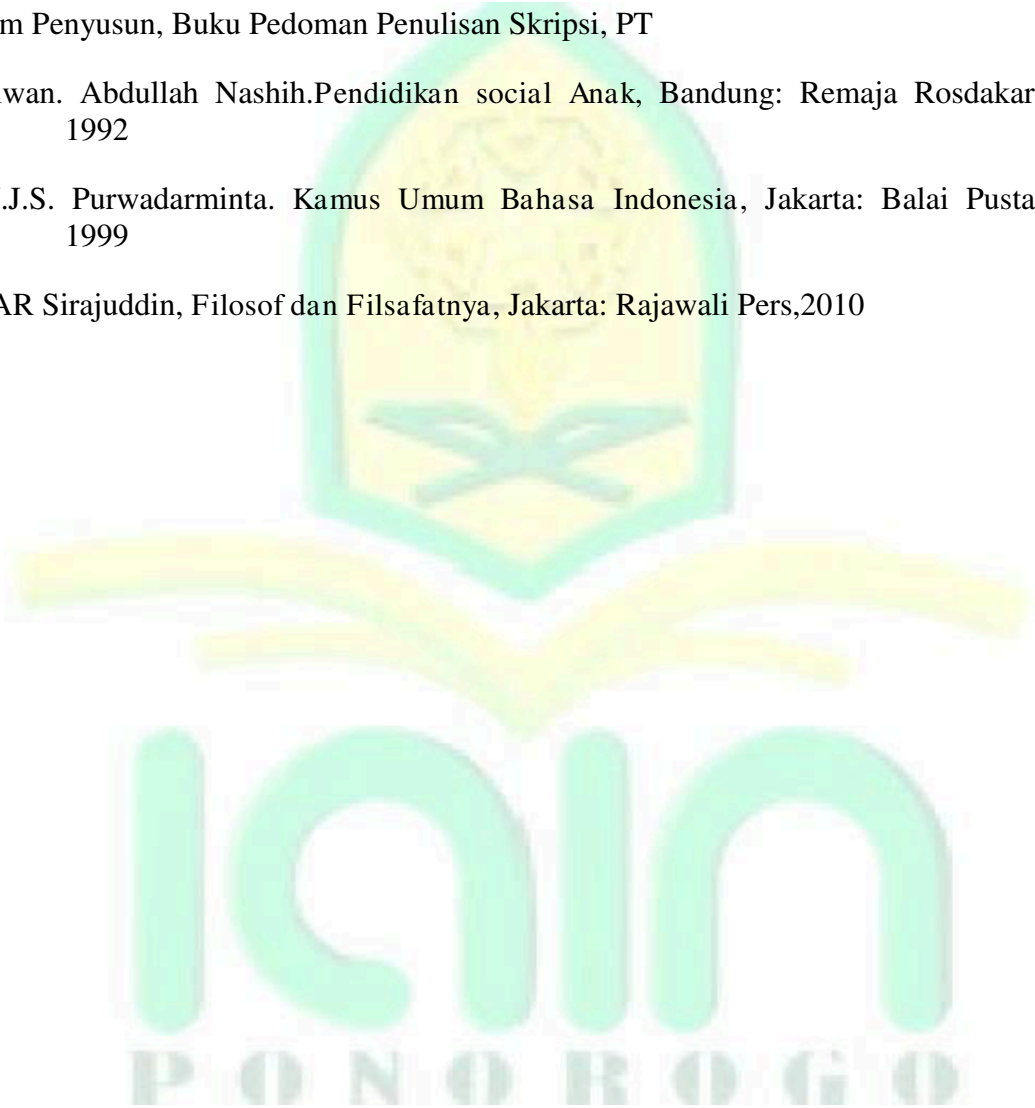 m Penyusun, Buku Pedoman Penulisan Skripsi, PT
wan. Abdullah Nashih.Pendidikan social Anak, Bandung: Remaja Rosdakar
1992
.J.S. Purwadarminta. Kamus Umum Bahasa Indonesia, Jakarta: Balai Pusta
1999
AR Sirajuddin, Filosof dan Filsafatnya, Jakarta: Rajawali Pers,2010
iain
PONOROGO